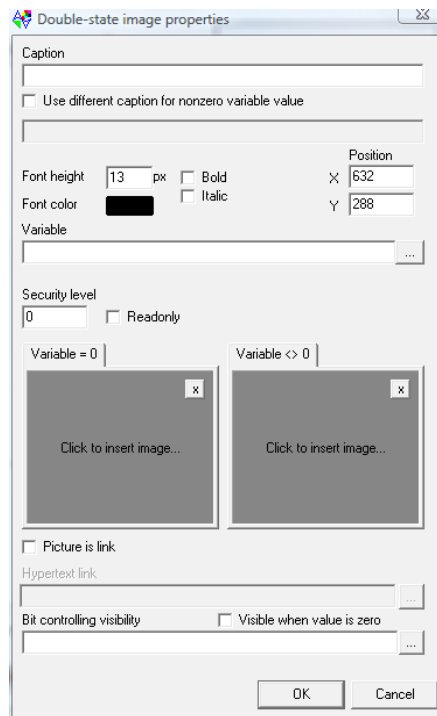 Double-state image properties
Caption
Use different caption for nonzero variable value
Position
Font height 13 px Bold X 632
Font color Italic Y 288
Variable
...
Security level
0 Readonly
Variable = 0 Variable <> 0
x x
Click to insert image... Click to insert image...
Picture is link
Hypertext link
...
Bit controlling visibility Visible when value is zero
...
OK Cancel